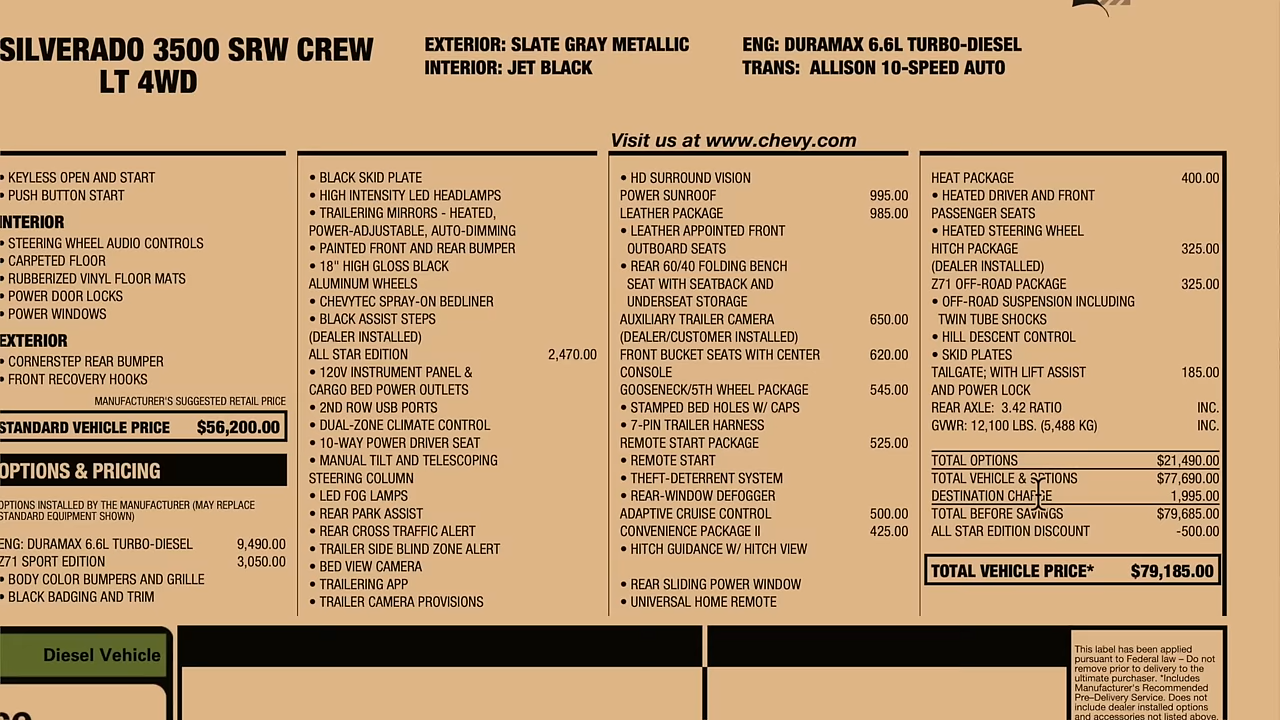 SILVERADO 3500 SRW CREW
LT 4WD
EXTERIOR: SLATE GRAY METALLIC
INTERIOR: JET BLACK
ENG: DURAMAX 6.6L TURBO-DIESEL
TRANS: ALLISON 10-SPEED AUTO
Visit us at www.chevy.com
• KEYLESS OPEN AND START
• PUSH BUTTON START
INTERIOR
• STEERING WHEEL AUDIO CONTROLS
• CARPETED FLOOR
• RUBBERIZED VINYL FLOOR MATS
• POWER DOOR LOCKS
• POWER WINDOWS
EXTERIOR
• CORNERSTEP REAR BUMPER
• FRONT RECOVERY HOOKS
MANUFACTURER'S SUGGESTED RETAIL PRICE
STANDARD VEHICLE PRICE $56,200.00
OPTIONS & PRICING
OPTIONS INSTALLED BY THE MANUFACTURER (MAY REPLACE
STANDARD EQUIPMENT SHOWN)
ENG: DURAMAX 6.6L TURBO-DIESEL 9,490.00
Z71 SPORT EDITION 3,050.00
• BODY COLOR BUMPERS AND GRILLE
• BLACK BADGING AND TRIM
• BLACK SKID PLATE
• HIGH INTENSITY LED HEADLAMPS
• TRAILERING MIRRORS - HEATED,
POWER-ADJUSTABLE, AUTO-DIMMING
• PAINTED FRONT AND REAR BUMPER
• 18" HIGH GLOSS BLACK
ALUMINUM WHEELS
• CHEVYTEC SPRAY-ON BEDLINER
• BLACK ASSIST STEPS
(DEALER INSTALLED)
ALL STAR EDITION 2,470.00
• 120V INSTRUMENT PANEL &
CARGO BED POWER OUTLETS
• 2ND ROW USB PORTS
• DUAL-ZONE CLIMATE CONTROL
• 10-WAY POWER DRIVER SEAT
• MANUAL TILT AND TELESCOPING
STEERING COLUMN
• LED FOG LAMPS
• REAR PARK ASSIST
• REAR CROSS TRAFFIC ALERT
• TRAILER SIDE BLIND ZONE ALERT
• BED VIEW CAMERA
• TRAILERING APP
• TRAILER CAMERA PROVISIONS
• HD SURROUND VISION
POWER SUNROOF 995.00
LEATHER PACKAGE 985.00
• LEATHER APPOINTED FRONT
OUTBOARD SEATS
• REAR 60/40 FOLDING BENCH
SEAT WITH SEATBACK AND
UNDERSEAT STORAGE
AUXILIARY TRAILER CAMERA 650.00
(DEALER/CUSTOMER INSTALLED)
FRONT BUCKET SEATS WITH CENTER 620.00
CONSOLE
GOOSENECK/5TH WHEEL PACKAGE 545.00
• STAMPED BED HOLES W/ CAPS
• 7-PIN TRAILER HARNESS
REMOTE START PACKAGE 525.00
• REMOTE START
• THEFT-DETERRENT SYSTEM
• REAR-WINDOW DEFOGGER
ADAPTIVE CRUISE CONTROL 500.00
CONVENIENCE PACKAGE II 425.00
• HITCH GUIDANCE W/ HITCH VIEW
• REAR SLIDING POWER WINDOW
• UNIVERSAL HOME REMOTE
HEAT PACKAGE 400.00
• HEATED DRIVER AND FRONT
PASSENGER SEATS
• HEATED STEERING WHEEL
HITCH PACKAGE 325.00
(DEALER INSTALLED)
Z71 OFF-ROAD PACKAGE 325.00
• OFF-ROAD SUSPENSION INCLUDING
TWIN TUBE SHOCKS
• HILL DESCENT CONTROL
• SKID PLATES
TAILGATE; WITH LIFT ASSIST 185.00
AND POWER LOCK
REAR AXLE: 3.42 RATIO INC.
GVWR: 12,100 LBS. (5,488 KG) INC.
TOTAL OPTIONS $21,490.00
TOTAL VEHICLE & OPTIONS $77,690.00
DESTINATION CHARGE 1,995.00
TOTAL BEFORE SAVINGS $79,685.00
ALL STAR EDITION DISCOUNT -500.00
TOTAL VEHICLE PRICE* $79,185.00
Diesel Vehicle
This label has been applied
pursuant to Federal law – Do not
remove prior to delivery to the
ultimate purchaser. *Includes
Manufacturer's Recommended
Pre–Delivery Service. Does not
include dealer installed options
and accessories not listed above.